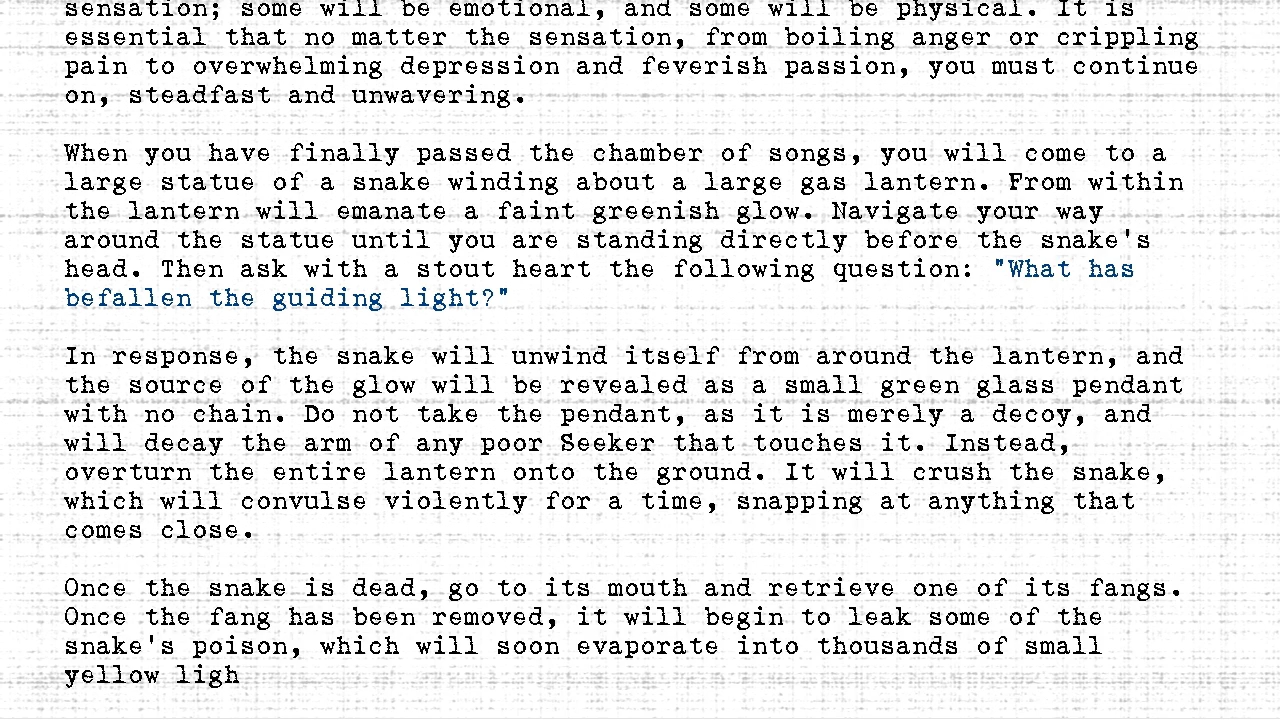 sensation; some will be emotional, and some will be physical. It is
essential that no matter the sensation, from boiling anger or crippling
pain to overwhelming depression and feverish passion, you must continue
on, steadfast and unwavering.
When you have finally passed the chamber of songs, you will come to a
large statue of a snake winding about a large gas lantern. From within
the lantern will emanate a faint greenish glow. Navigate your way
around the statue until you are standing directly before the snake's
head. Then ask with a stout heart the following question: "What has
befallen the guiding light?"
In response, the snake will unwind itself from around the lantern, and
the source of the glow will be revealed as a small green glass pendant
with no chain. Do not take the pendant, as it is merely a decoy, and
will decay the arm of any poor Seeker that touches it. Instead,
overturn the entire lantern onto the ground. It will crush the snake,
which will convulse violently for a time, snapping at anything that
comes close.
Once the snake is dead, go to its mouth and retrieve one of its fangs.
Once the fang has been removed, it will begin to leak some of the
snake's poison, which will soon evaporate into thousands of small
yellow ligh